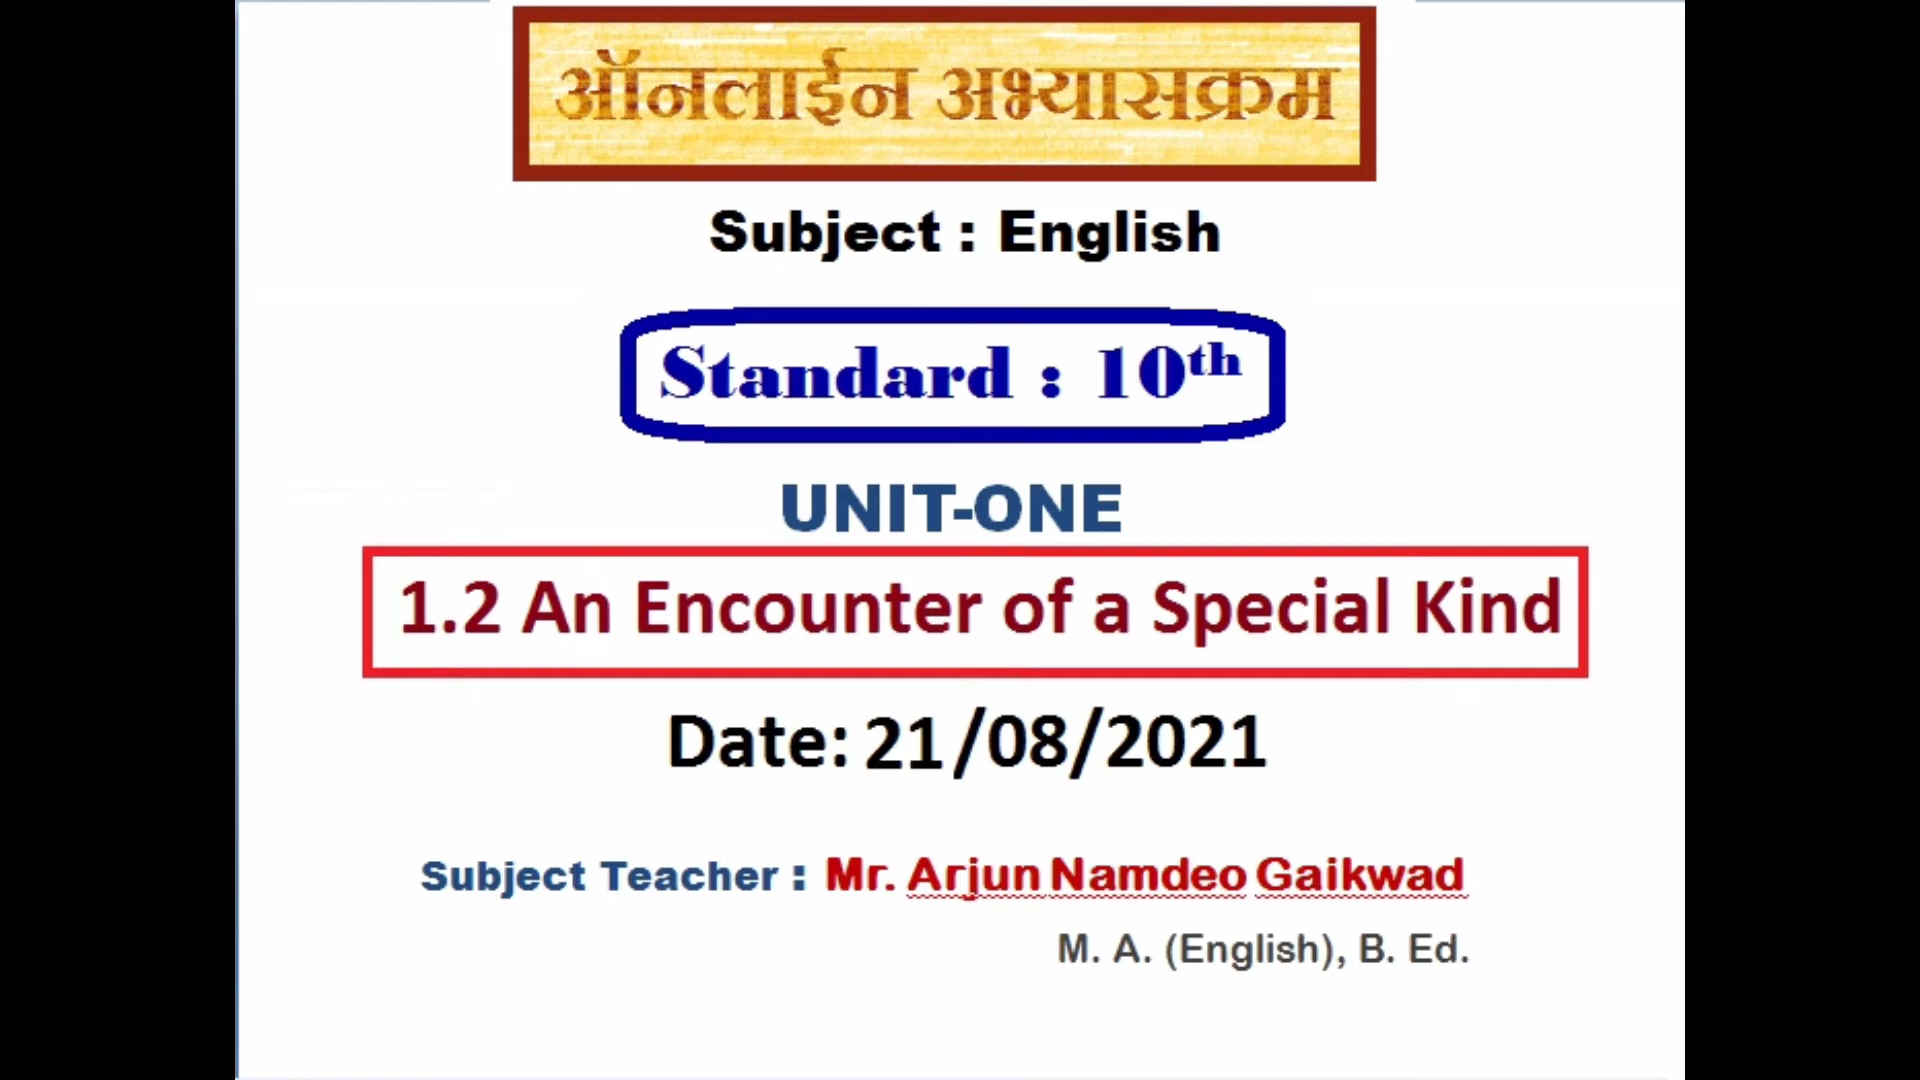 ऑनलाईन अभ्यासक्रम
Subject : English
Standard : 10th
UNIT-ONE
1.2 An Encounter of a Special Kind
Date: 21/08/2021
Subject Teacher : Mr. Arjun Namdeo Gaikwad
M. A. (English), B. Ed.